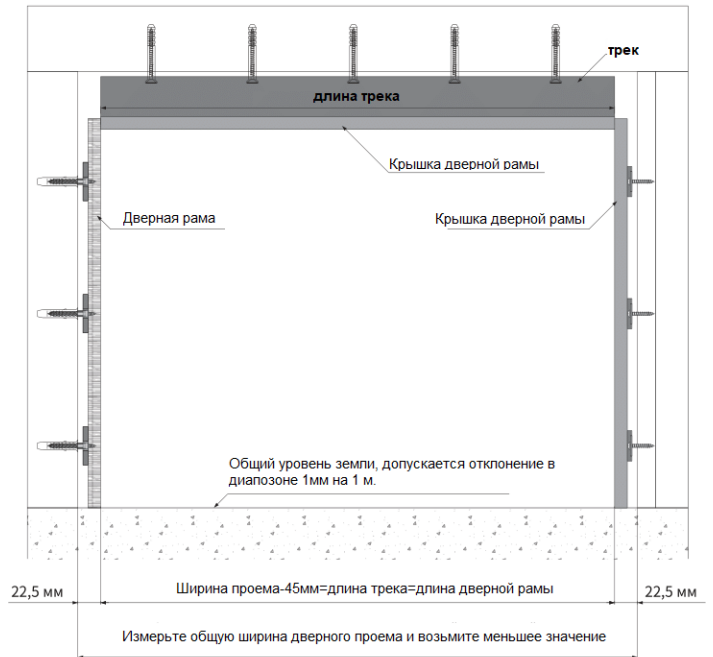 трек
длина трека
Крышка дверной рамы
Дверная рама
Крышка дверной рамы
Общий уровень земли, допускается отклонение в
диапозоне 1мм на 1 м.
22,5 мм
Ширина проема-45мм=длина трека=длина дверной рамы
22,5 мм
Измерьте общую ширина дверного проема и возьмите меньшее значение